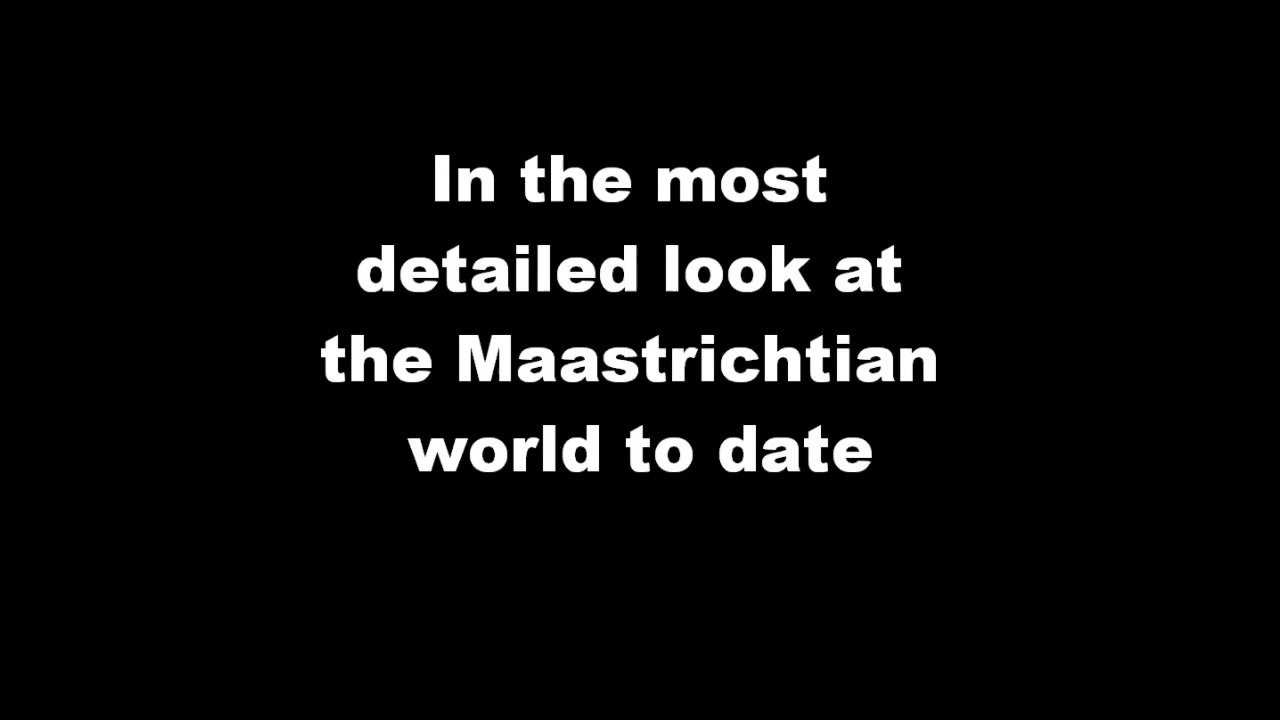 In the most
detailed look at
the Maastrichtian
world to date